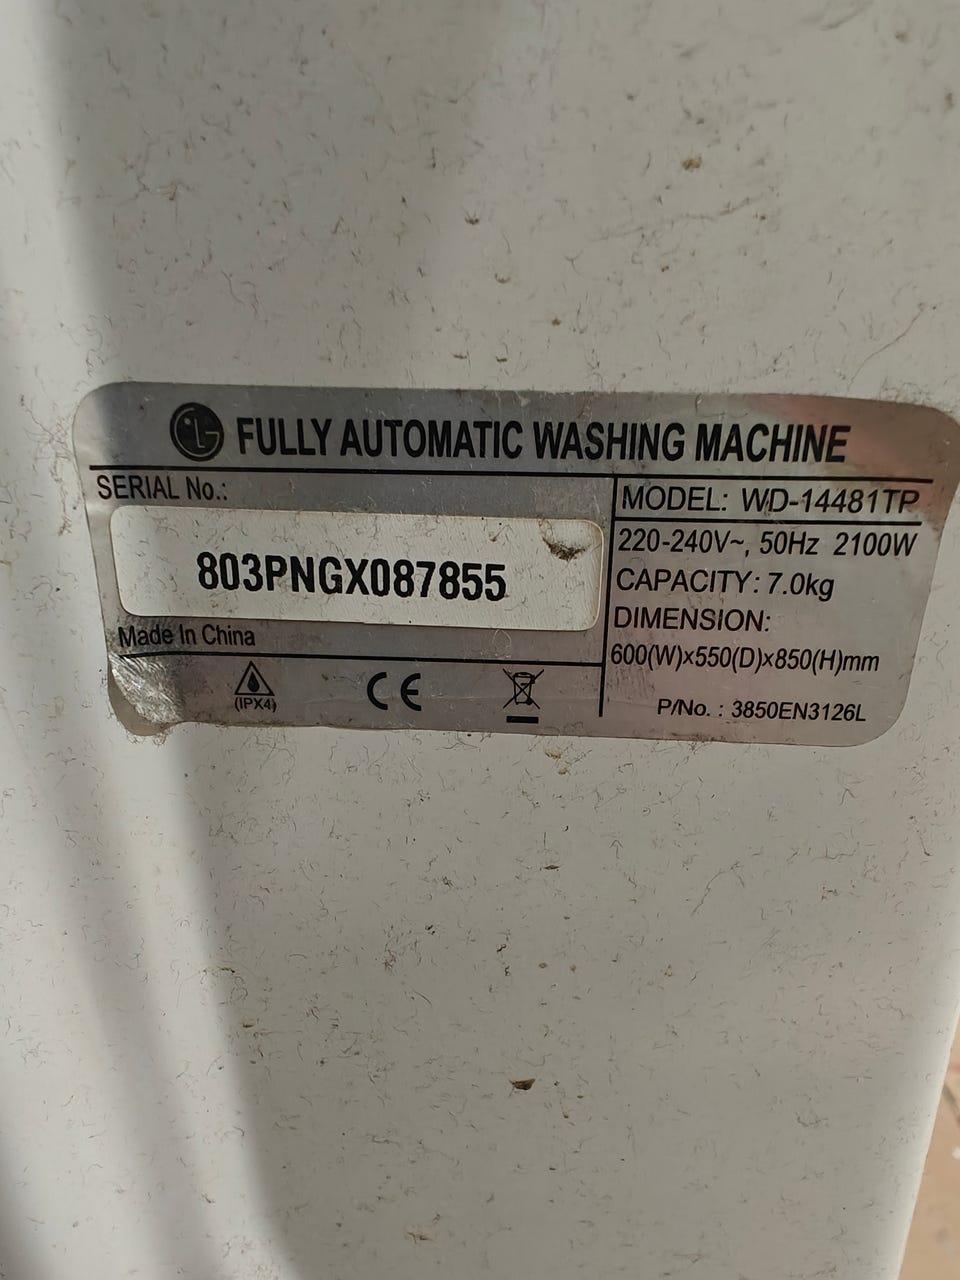 LG FULLY AUTOMATIC WASHING MACHINE
SERIAL No.:
803PNGX087855
Made In China
(IPX4)
CE
MODEL: WD-14481TP
220-240V~, 50Hz 2100W
CAPACITY: 7.0kg
DIMENSION:
600(W)x550(D)x850(H)mm
P/No. : 3850EN3126L